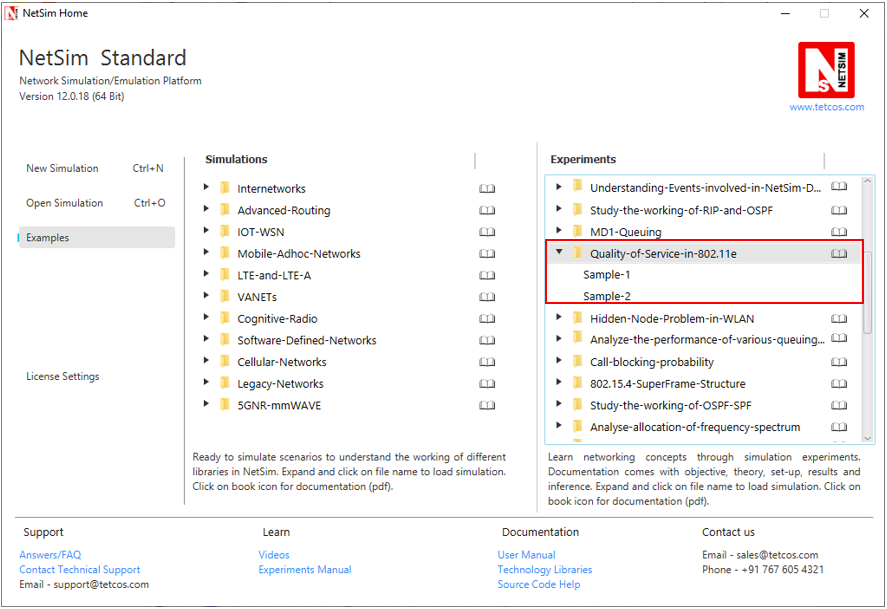 NetSim Home
NetSim Standard
Network Simulation/Emulation Platform
Version 12.0.18 (64 Bit)
NETSIM
www.tetcos.com
New Simulation Ctrl+N
Open Simulation Ctrl+O
Examples
License Settings
Simulations
Internetworks
Advanced-Routing
IOT-WSN
Mobile-Adhoc-Networks
LTE-and-LTE-A
VANETs
Cognitive-Radio
Software-Defined-Networks
Cellular-Networks
Legacy-Networks
5GNR-mmWAVE
Ready to simulate scenarios to understand the working of different
libraries in NetSim. Expand and click on file name to load simulation.
Click on book icon for documentation (pdf).
Experiments
Understanding-Events-involved-in-NetSim-D...
Study-the-working-of-RIP-and-OSPF
MD1-Queuing
Quality-of-Service-in-802.11e
Sample-1
Sample-2
Hidden-Node-Problem-in-WLAN
Analyze-the-performance-of-various-queuing...
Call-blocking-probability
802.15.4-SuperFrame-Structure
Study-the-working-of-OSPF-SPF
Analyse-allocation-of-frequency-spectrum
Learn networking concepts through simulation experiments.
Documentation comes with objective, theory, set-up, results and
inference. Expand and click on file name to load simulation. Click on
book icon for documentation (pdf).
Support
Answers/FAQ
Contact Technical Support
Email - support@tetcos.com
Learn
Videos
Experiments Manual
Documentation
User Manual
Technology Libraries
Source Code Help
Contact us
Email - sales@tetcos.com
Phone - +91 767 605 4321